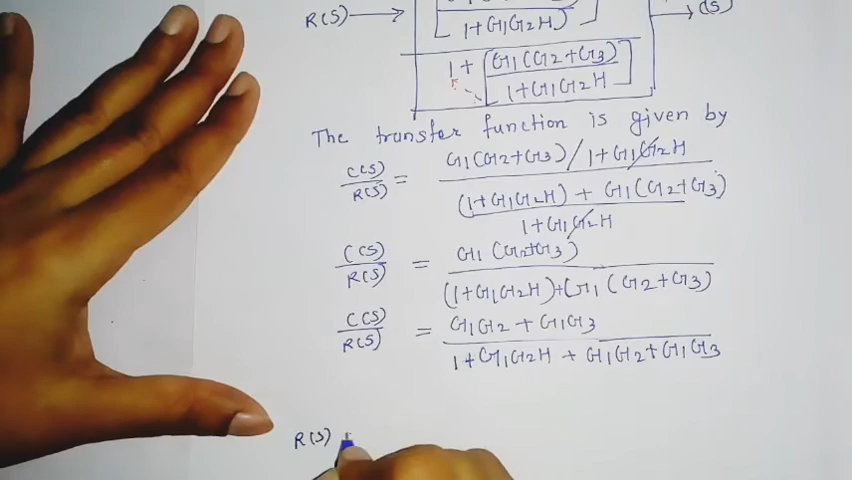 R(S) → 1+G1G2H → C(S)
1 + G1(G2+G3)
1+G1G2H
The transfer function is given by
C(S)/R(S) = G1(G2+G3) / 1+G1G2H
(1+G1G2H) + G1(G2+G3)
1+G1G2H
C(S)/R(S) = G1(G2+G3)
(1+G1G2H)+G1(G2+G3)
C(S)/R(S) = G1G2 + G1G3
1+G1G2H + G1G2+G1G3
R(S)